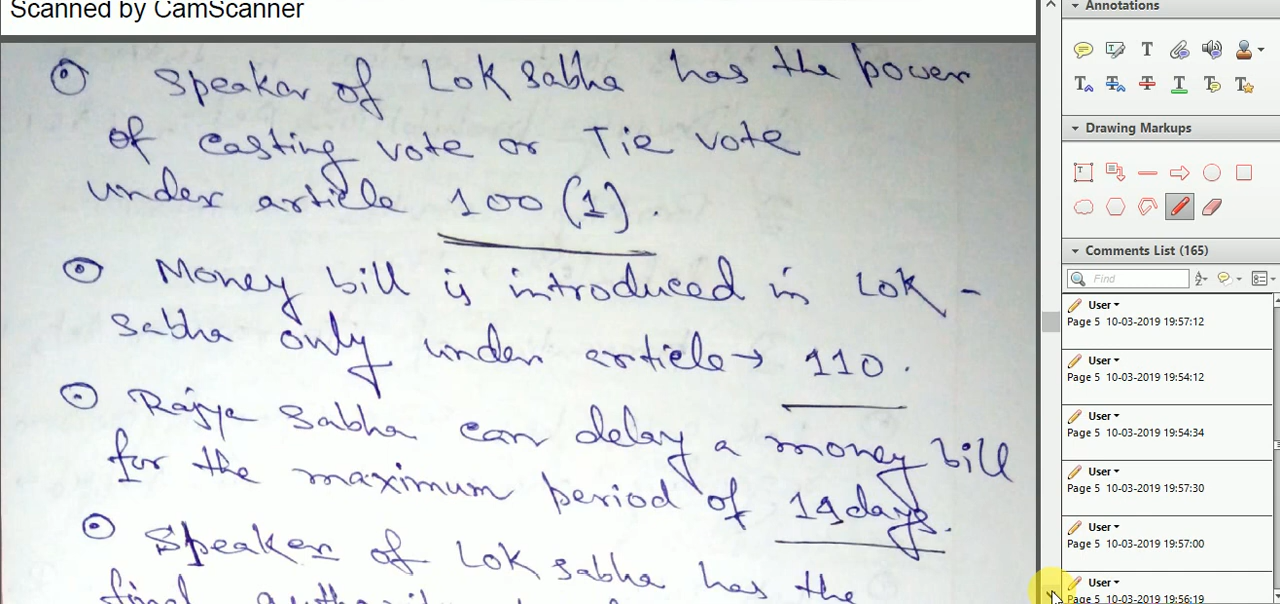 Scanned by CamScanner
Speaker of Lok Sabha has the power
of casting vote or Tie vote
under article 100 (1).
Money bill is introduced in Lok -
Sabha only under article → 110.
Rajya Sabha can delay a money bill
for the maximum period of 14 days.
Speaker of Lok Sabha has the
final authority
Annotations
Drawing Markups
Comments List (165)
Find
User
Page 5 10-03-2019 19:57:12
User
Page 5 10-03-2019 19:54:12
User
Page 5 10-03-2019 19:54:34
User
Page 5 10-03-2019 19:57:30
User
Page 5 10-03-2019 19:57:00
User
Page 5 10-03-2019 19:56:19